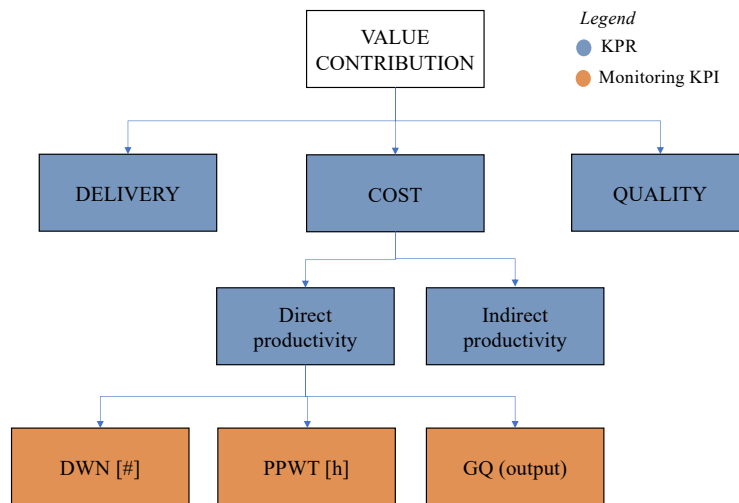 Legend
KPR
Monitoring KPI
VALUE
CONTRIBUTION
DELIVERY
COST
QUALITY
Direct
productivity
Indirect
productivity
DWN [#]
PPWT [h]
GQ (output)